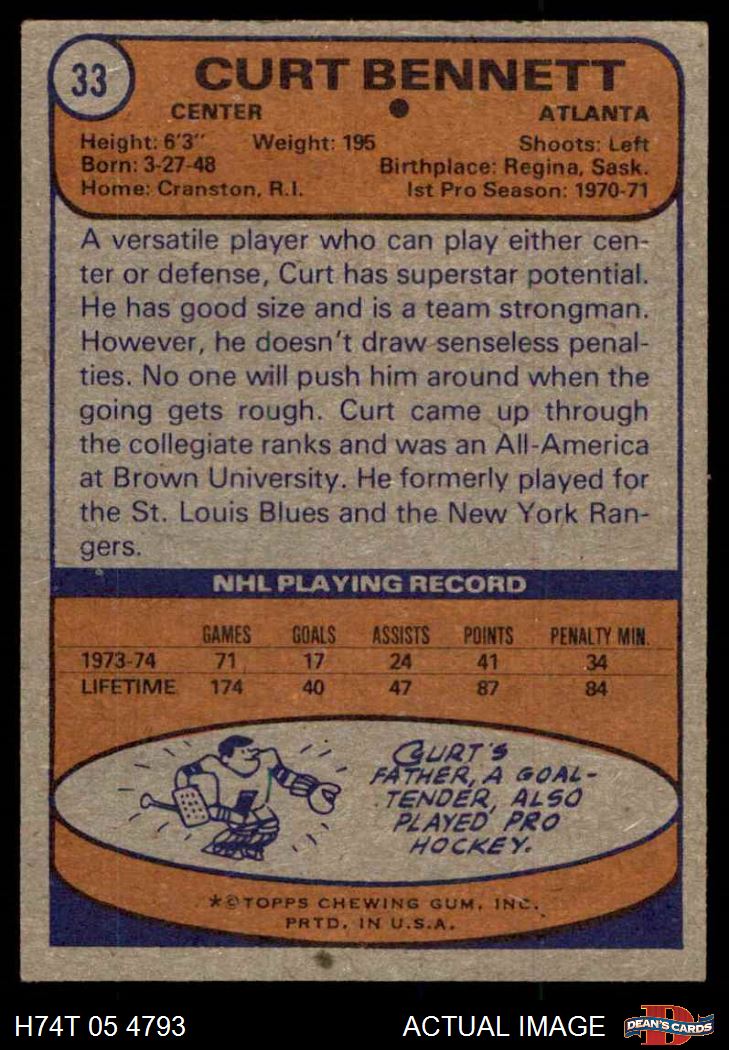 33
CURT BENNETT
CENTER ● ATLANTA
Height: 6'3" Weight: 195 Shoots: Left
Born: 3-27-48 Birthplace: Regina, Sask.
Home: Cranston, R.I. 1st Pro Season: 1970-71
A versatile player who can play either cen-
ter or defense, Curt has superstar potential.
He has good size and is a team strongman.
However, he doesn't draw senseless penal-
ties. No one will push him around when the
going gets rough. Curt came up through
the collegiate ranks and was an All-America
at Brown University. He formerly played for
the St. Louis Blues and the New York Ran-
gers.
NHL PLAYING RECORD
GAMES GOALS ASSISTS POINTS PENALTY MIN.
1973-74 71 17 24 41 34
LIFETIME 174 40 47 87 84
CURT'S
FATHER, A GOAL-
TENDER, ALSO
PLAYED PRO
HOCKEY.
*©TOPPS CHEWING GUM, INC.
PRTD. IN U.S.A.
H74T 05 4793 ACTUAL IMAGE
D
DEAN'S CARDS